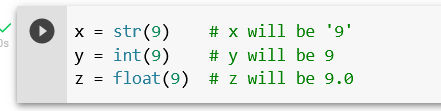 x = str(9)    # x will be '9'
y = int(9)    # y will be 9
z = float(9)  # z will be 9.0